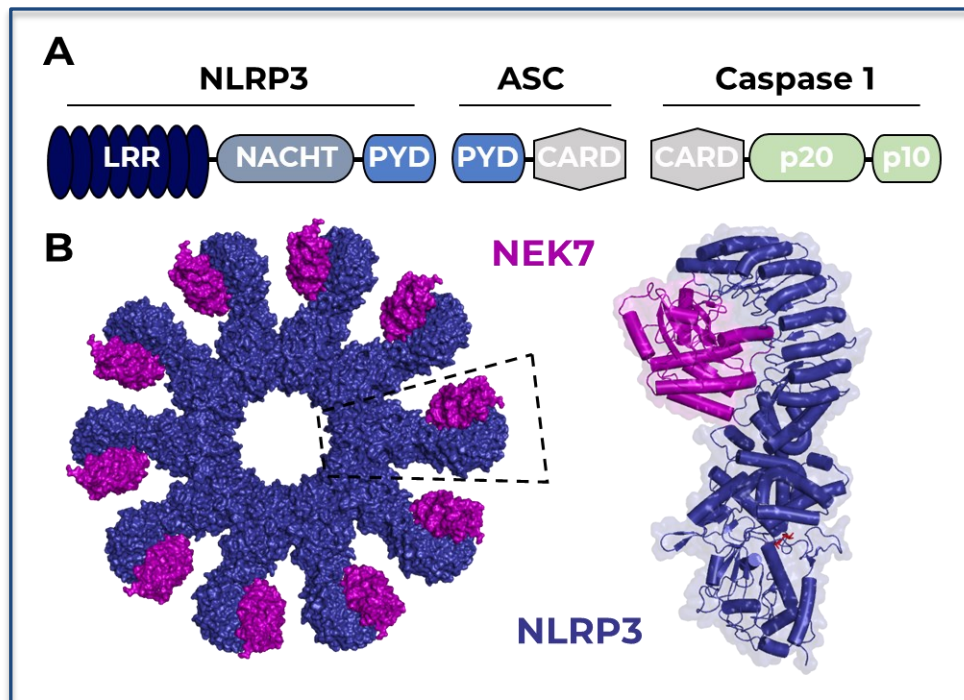 A
NLRP3 ASC Caspase 1
LRR NACHT PYD PYD CARD CARD p20 p10
B
NEK7
NLRP3